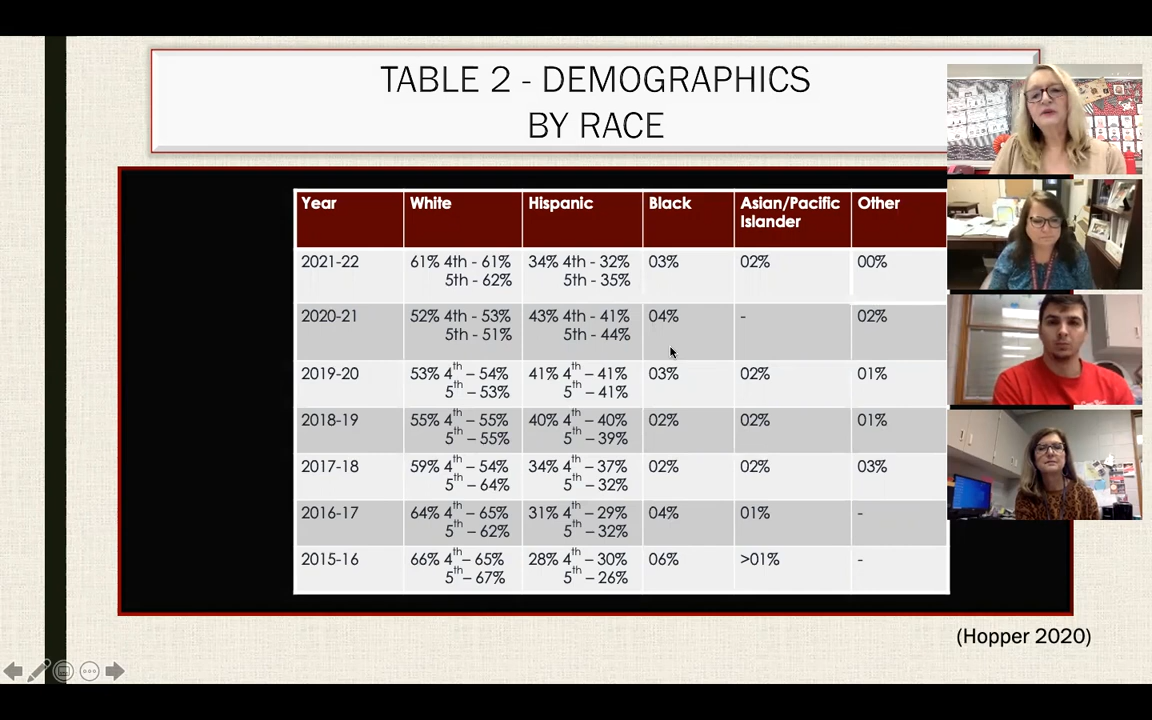 TABLE 2 - DEMOGRAPHICS
BY RACE
Year White Hispanic Black Asian/Pacific Islander Other
2021-22 61% 4th - 61% 34% 4th - 32% 03% 02% 00%
5th - 62% 5th - 35%
2020-21 52% 4th - 53% 43% 4th - 41% 04% - 02%
5th - 51% 5th - 44%
2019-20 53% 4th – 54% 41% 4th – 41% 03% 02% 01%
5th – 53% 5th – 41%
2018-19 55% 4th – 55% 40% 4th – 40% 02% 02% 01%
5th – 55% 5th – 39%
2017-18 59% 4th – 54% 34% 4th – 37% 02% 02% 03%
5th – 64% 5th – 32%
2016-17 64% 4th – 65% 31% 4th – 29% 04% 01% -
5th – 62% 5th – 32%
2015-16 66% 4th – 65% 28% 4th – 30% 06% >01% -
5th – 67% 5th – 26%
(Hopper 2020)